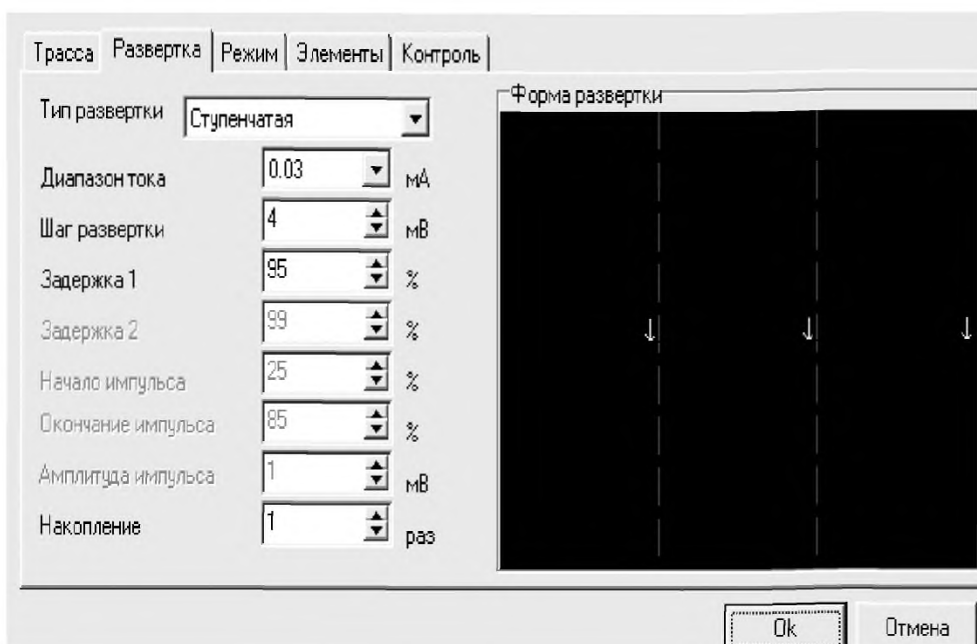 Трасса Развертка Режим Элементы Контроль
Тип развертки Ступенчатая
Диапазон тока 0.03 мА
Шаг развертки 4 мВ
Задержка 1 95 %
Задержка 2 99 %
Начало импульса 25 %
Окончание импульса 85 %
Амплитуда импульса 1 мВ
Накопление 1 раз
Форма развертки
Ok Отмена